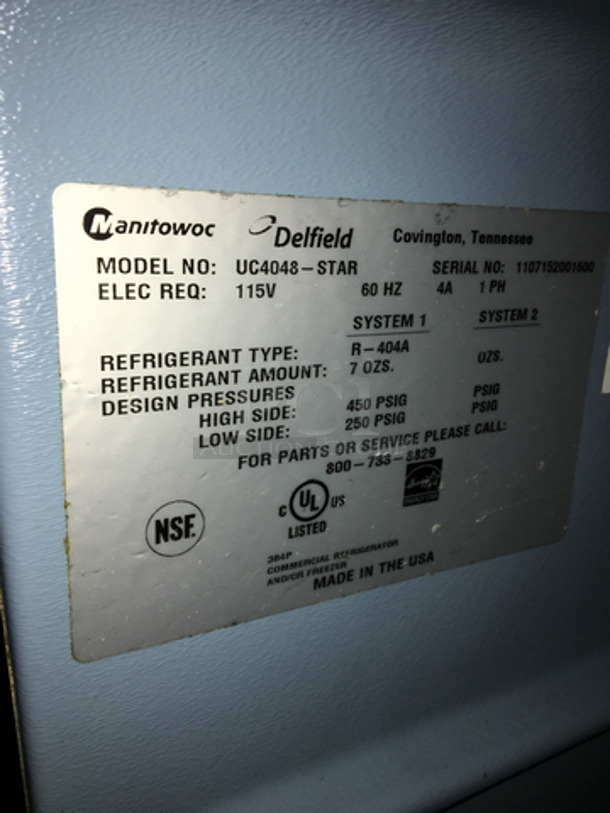 Manitowoc Delfield Covington, Tennessee
MODEL NO: UC4048-STAR SERIAL NO: 1107152001600
ELEC REQ: 115V 60 HZ 4A 1 PH
SYSTEM 1 SYSTEM 2
REFRIGERANT TYPE: R-404A
REFRIGERANT AMOUNT: 7 OZS. OZS.
DESIGN PRESSURES
HIGH SIDE: 450 PSIG PSIG
LOW SIDE: 250 PSIG PSIG
FOR PARTS OR SERVICE PLEASE CALL:
800-733-8829
NSF.
C UL US
LISTED
384P
COMMERCIAL REFRIGERATOR
AND/OR FREEZER
MADE IN THE USA